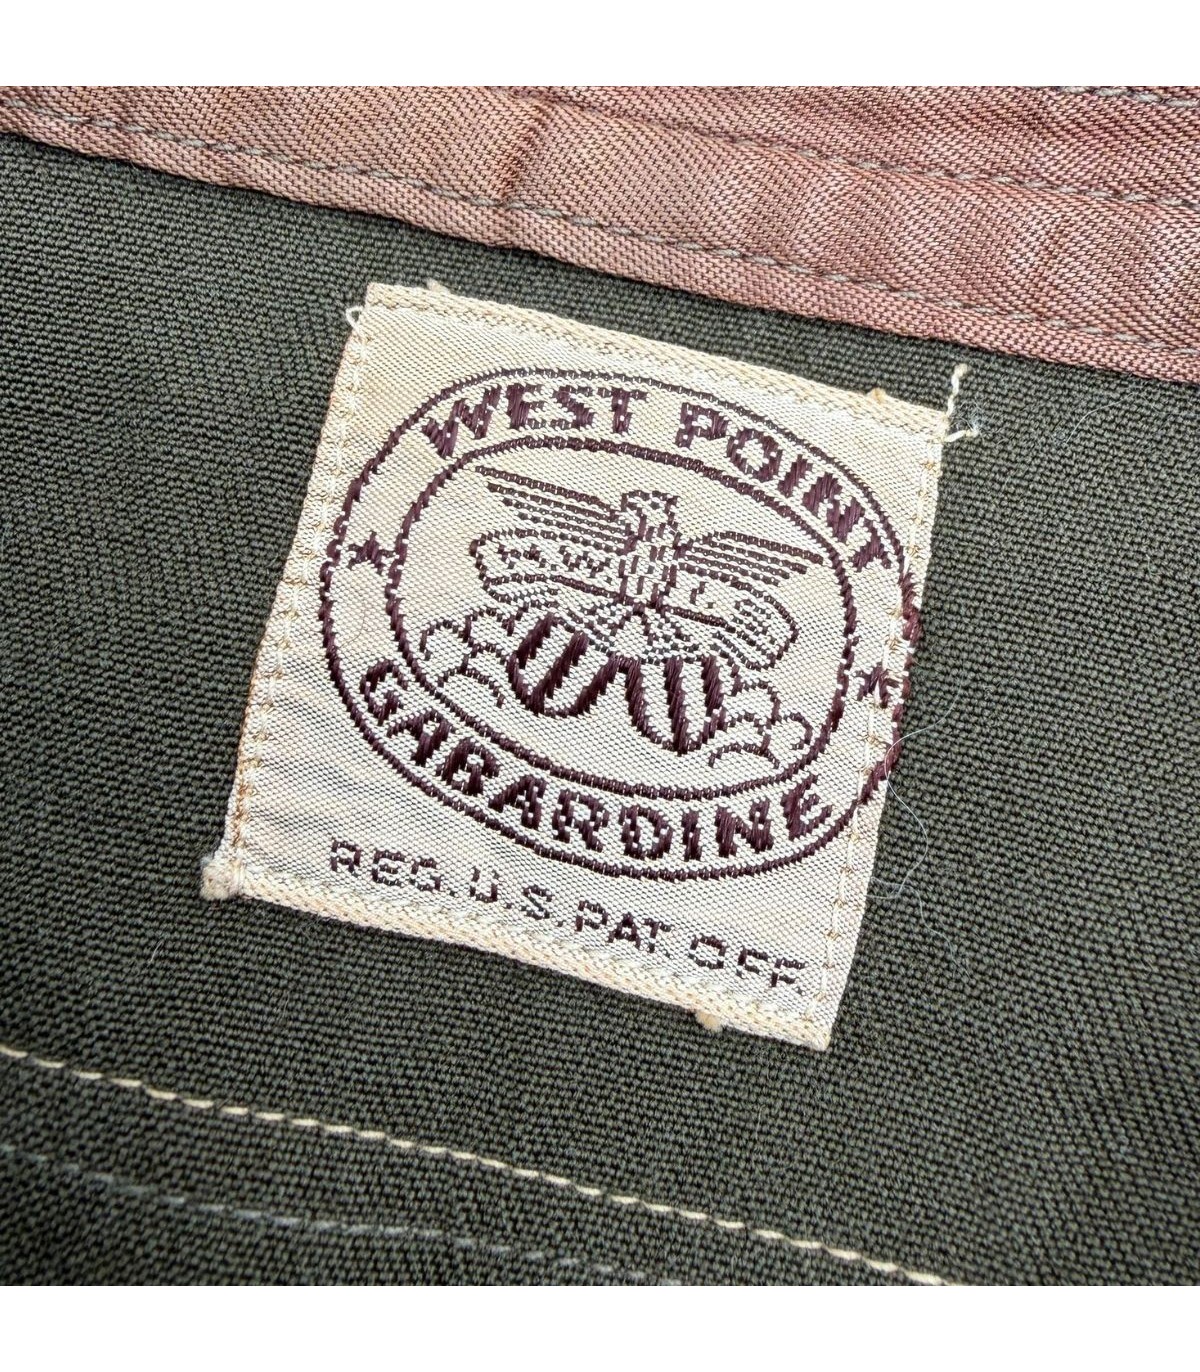 WEST POINT
H.W. T.S
GABARDINE
REG. U.S. PAT. OFF.